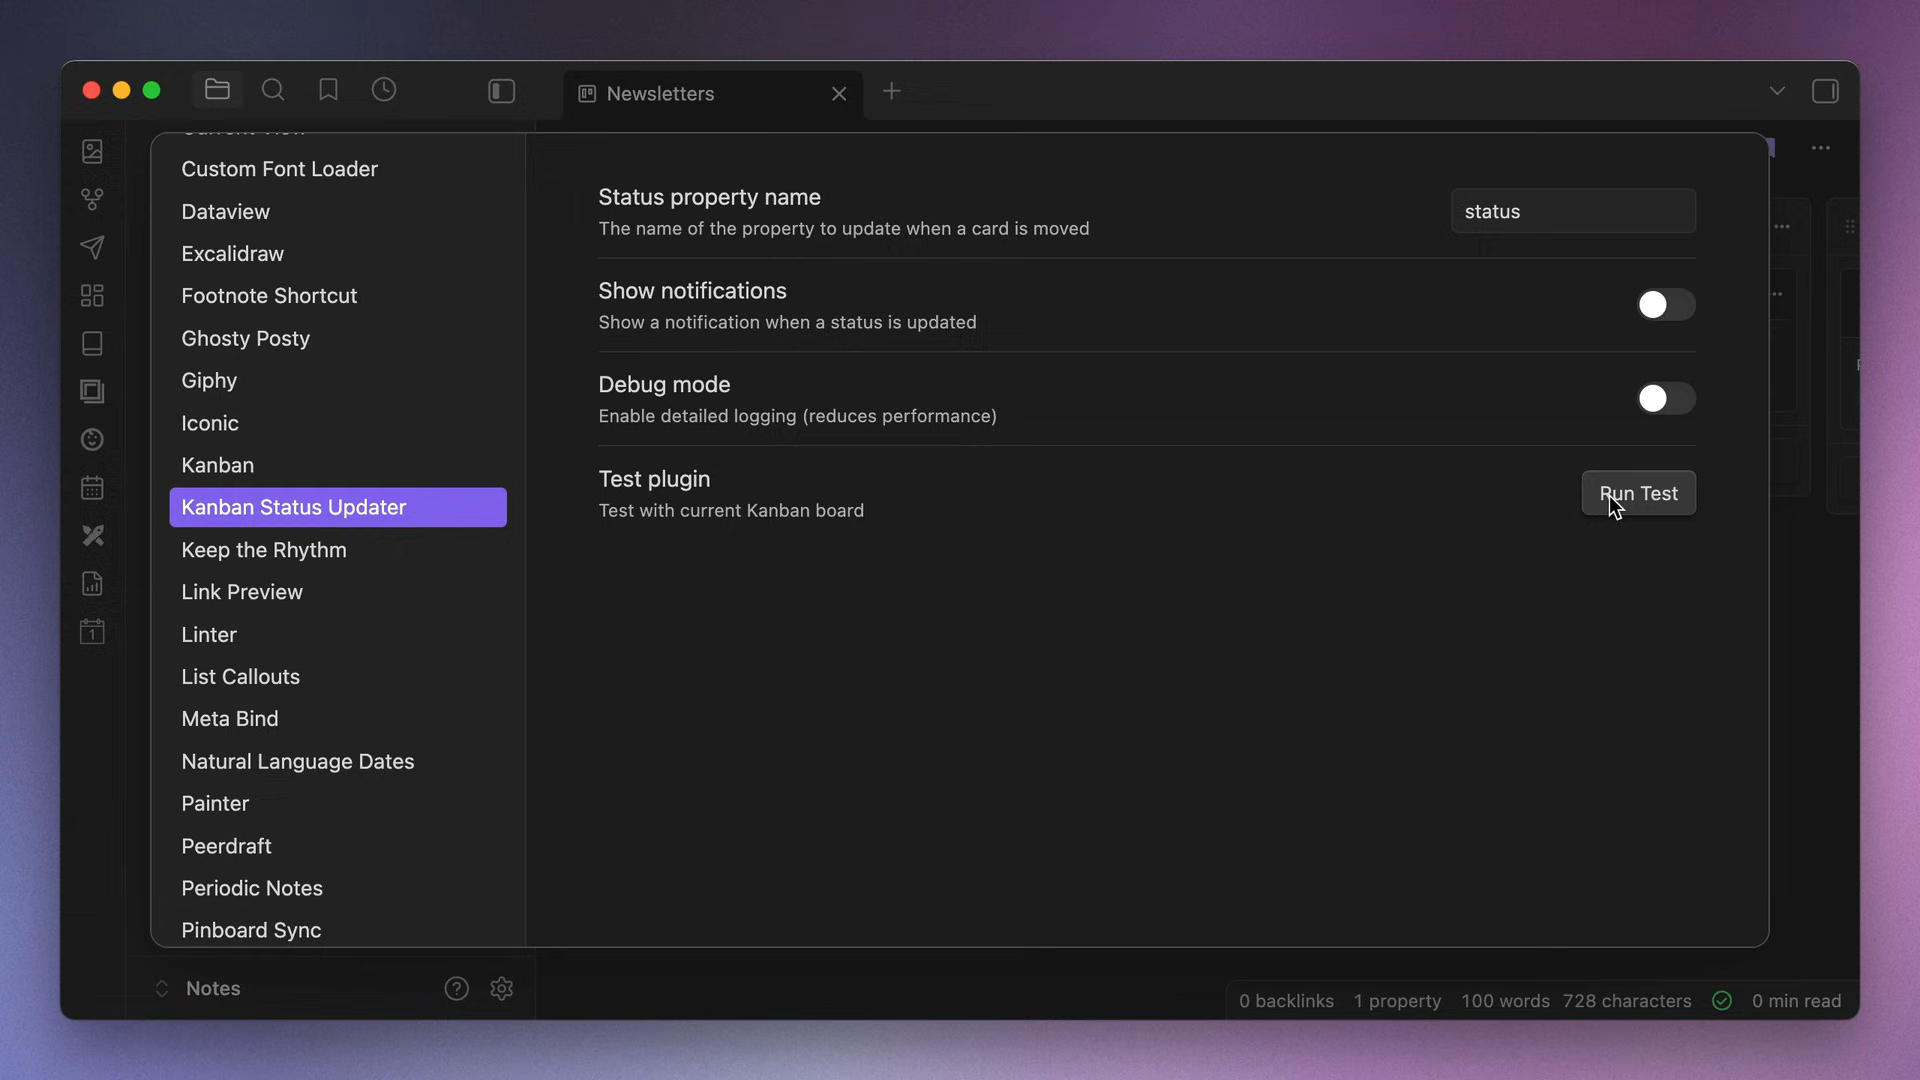 Newsletters
Custom Font Loader
Dataview
Excalidraw
Footnote Shortcut
Ghosty Posty
Giphy
Iconic
Kanban
Kanban Status Updater
Keep the Rhythm
Link Preview
Linter
List Callouts
Meta Bind
Natural Language Dates
Painter
Peerdraft
Periodic Notes
Pinboard Sync
Status property name
The name of the property to update when a card is moved
status
Show notifications
Show a notification when a status is updated
Debug mode
Enable detailed logging (reduces performance)
Test plugin
Test with current Kanban board
Run Test
1
Notes
0 backlinks 1 property 100 words 728 characters 0 min read